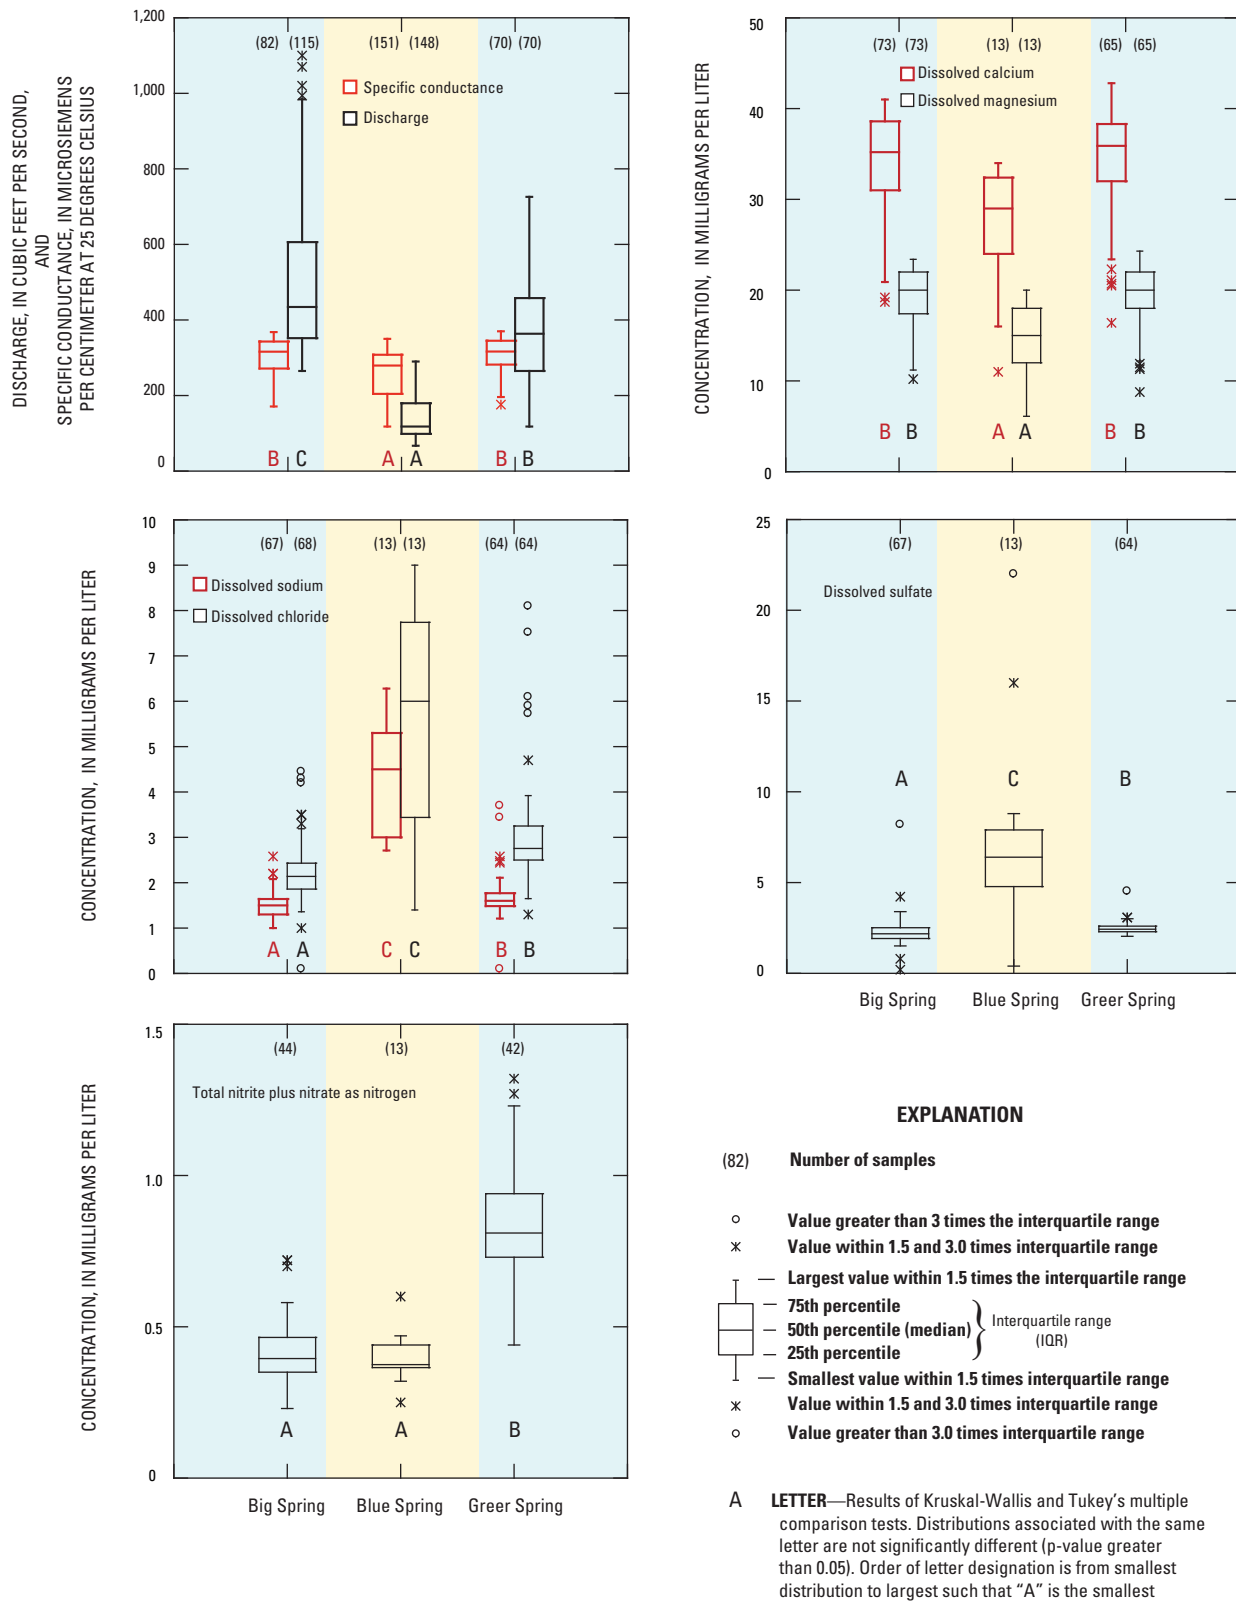 DISCHARGE, IN CUBIC FEET PER SECOND,
AND
SPECIFIC CONDUCTANCE, IN MICROSIEMENS
PER CENTIMETER AT 25 DEGREES CELSIUS
1,200
1,000
800
600
400
200
0
(82) (115) (151) (148) (70) (70)
Specific conductance
Discharge
B C A A B B
CONCENTRATION, IN MILLIGRAMS PER LITER
50
40
30
20
10
0
(73) (73) (13) (13) (65) (65)
Dissolved calcium
Dissolved magnesium
B B A A B B
CONCENTRATION, IN MILLIGRAMS PER LITER
10
9
8
7
6
5
4
3
2
1
0
(67) (68) (13) (13) (64) (64)
Dissolved sodium
Dissolved chloride
A A C C B B
CONCENTRATION, IN MILLIGRAMS PER LITER
25
20
15
10
5
0
(67) (13) (64)
Dissolved sulfate
A C B
Big Spring Blue Spring Greer Spring
CONCENTRATION, IN MILLIGRAMS PER LITER
1.5
1.0
0.5
0
(44) (13) (42)
Total nitrite plus nitrate as nitrogen
A A B
Big Spring Blue Spring Greer Spring
EXPLANATION
(82) Number of samples
Value greater than 3 times the interquartile range
Value within 1.5 and 3.0 times interquartile range
Largest value within 1.5 times the interquartile range
75th percentile
50th percentile (median)
25th percentile
Interquartile range
(IQR)
Smallest value within 1.5 times interquartile range
Value within 1.5 and 3.0 times interquartile range
Value greater than 3.0 times interquartile range
A LETTER—Results of Kruskal-Wallis and Tukey's multiple
comparison tests. Distributions associated with the same
letter are not significantly different (p-value greater
than 0.05). Order of letter designation is from smallest
distribution to largest such that "A" is the smallest